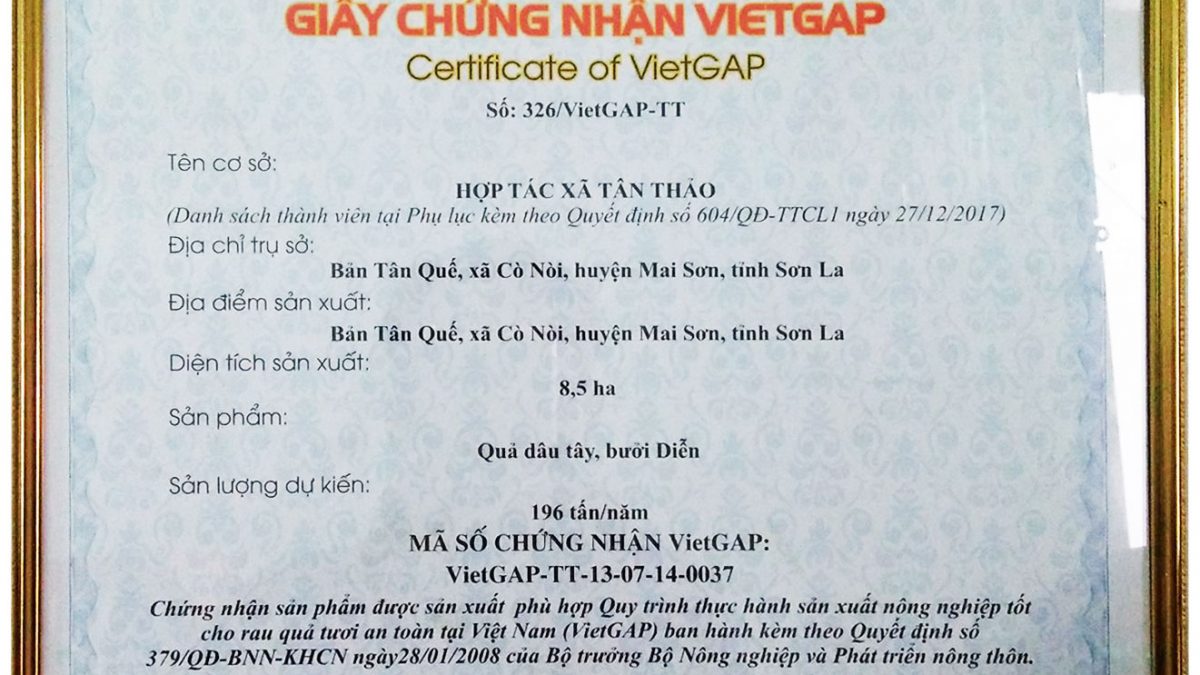 GIẤY CHỨNG NHẬN VIETGAP
Certificate of VietGAP
Số: 326/VietGAP-TT
Tên cơ sở:
HỢP TÁC XÃ TÂN THẢO
(Danh sách thành viên tại Phụ lục kèm theo Quyết định số 604/QĐ-TTCL1 ngày 27/12/2017)
Địa chỉ trụ sở:
Bản Tân Quế, xã Cò Nòi, huyện Mai Sơn, tỉnh Sơn La
Địa điểm sản xuất:
Bản Tân Quế, xã Cò Nòi, huyện Mai Sơn, tỉnh Sơn La
Diện tích sản xuất:
8,5 ha
Sản phẩm:
Quả dâu tây, bưởi Diễn
Sản lượng dự kiến:
196 tấn/năm
MÃ SỐ CHỨNG NHẬN VietGAP:
VietGAP-TT-13-07-14-0037
Chứng nhận sản phẩm được sản xuất phù hợp Quy trình thực hành sản xuất nông nghiệp tốt
cho rau quả tươi an toàn tại Việt Nam (VietGAP) ban hành kèm theo Quyết định số
379/QĐ-BNN-KHCN ngày28/01/2008 của Bộ trưởng Bộ Nông nghiệp và Phát triển nông thôn.